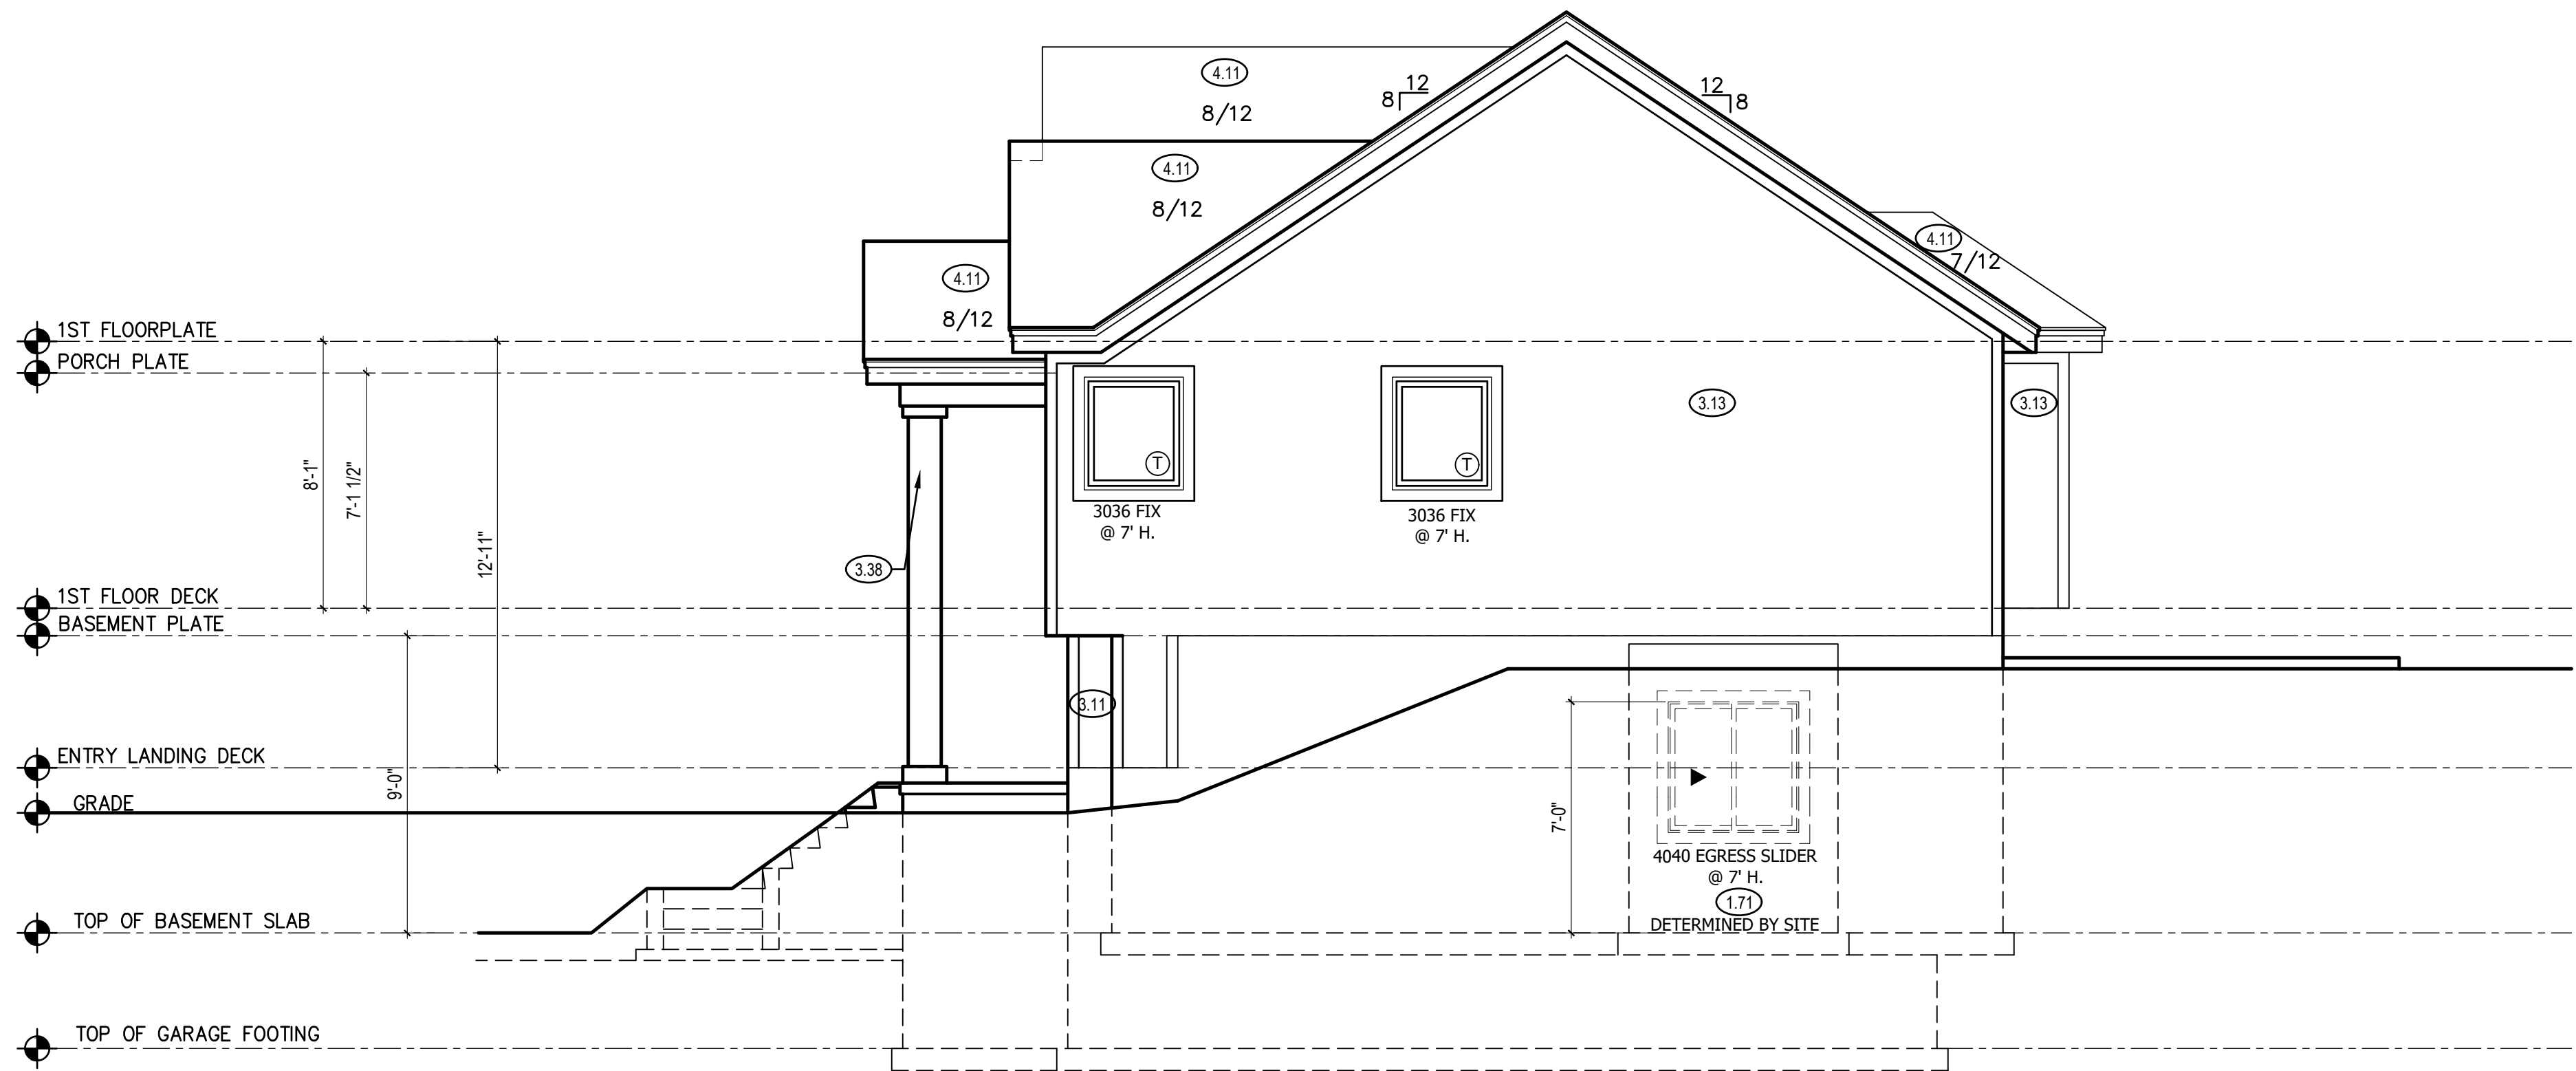 4.11
8/12
12
8
12
8
4.11
8/12
4.11
7/12
4.11
8/12
1ST FLOORPLATE
PORCH PLATE
3.13
3.13
T
T
8'-1"
7'-1 1/2"
12'-11"
3036 FIX
@ 7' H.
3036 FIX
@ 7' H.
3.38
1ST FLOOR DECK
BASEMENT PLATE
3.11
ENTRY LANDING DECK
9'-0"
GRADE
7'-0"
4040 EGRESS SLIDER
@ 7' H.
1.71
DETERMINED BY SITE
TOP OF BASEMENT SLAB
TOP OF GARAGE FOOTING